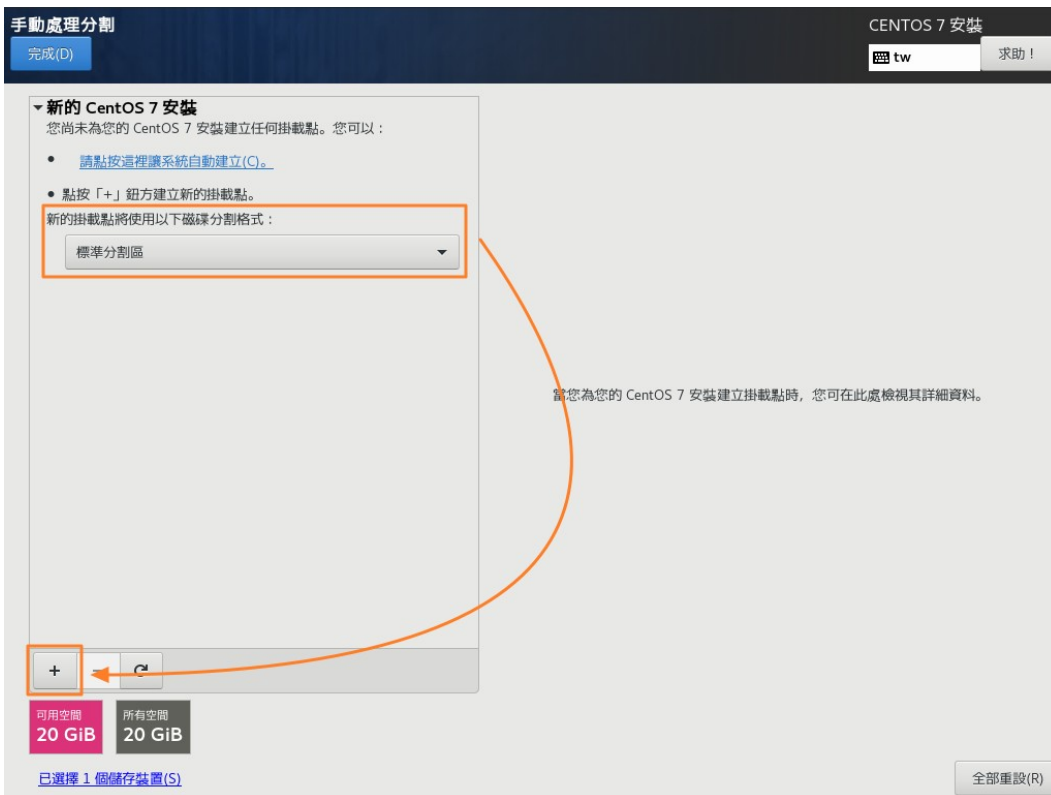 手動處理分割
CENTOS 7 安裝
完成(D)
tw
求助！
新的 CentOS 7 安裝
您尚未為您的 CentOS 7 安裝建立任何掛載點。您可以：
● 請點按這裡讓系統自動建立(C)。
● 點按「+」鈕方建立新的掛載點。
新的掛載點將使用以下磁碟分割格式：
標準分割區
當您為您的 CentOS 7 安裝建立掛載點時，您可在此處檢視其詳細資料。
+ −
可用空間
20 GiB
所有空間
20 GiB
已選擇 1 個儲存裝置(S)
全部重設(R)